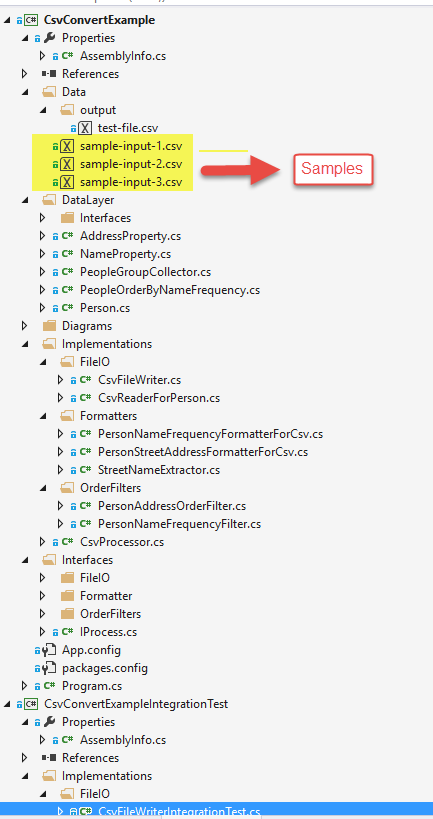 CsvConvertExample
Properties
AssemblyInfo.cs
References
Data
output
test-file.csv
sample-input-1.csv
sample-input-2.csv
sample-input-3.csv
Samples
DataLayer
Interfaces
AddressProperty.cs
NameProperty.cs
PeopleGroupCollector.cs
PeopleOrderByNameFrequency.cs
Person.cs
Diagrams
Implementations
FileIO
CsvFileWriter.cs
CsvReaderForPerson.cs
Formatters
PersonNameFrequencyFormatterForCsv.cs
PersonStreetAddressFormatterForCsv.cs
StreetNameExtractor.cs
OrderFilters
PersonAddressOrderFilter.cs
PersonNameFrequencyFilter.cs
CsvProcessor.cs
Interfaces
FileIO
Formatter
OrderFilters
IProcess.cs
App.config
packages.config
Program.cs
CsvConvertExampleIntegrationTest
Properties
AssemblyInfo.cs
References
Implementations
FileIO
CsvFileWriterIntegrationTest.cs